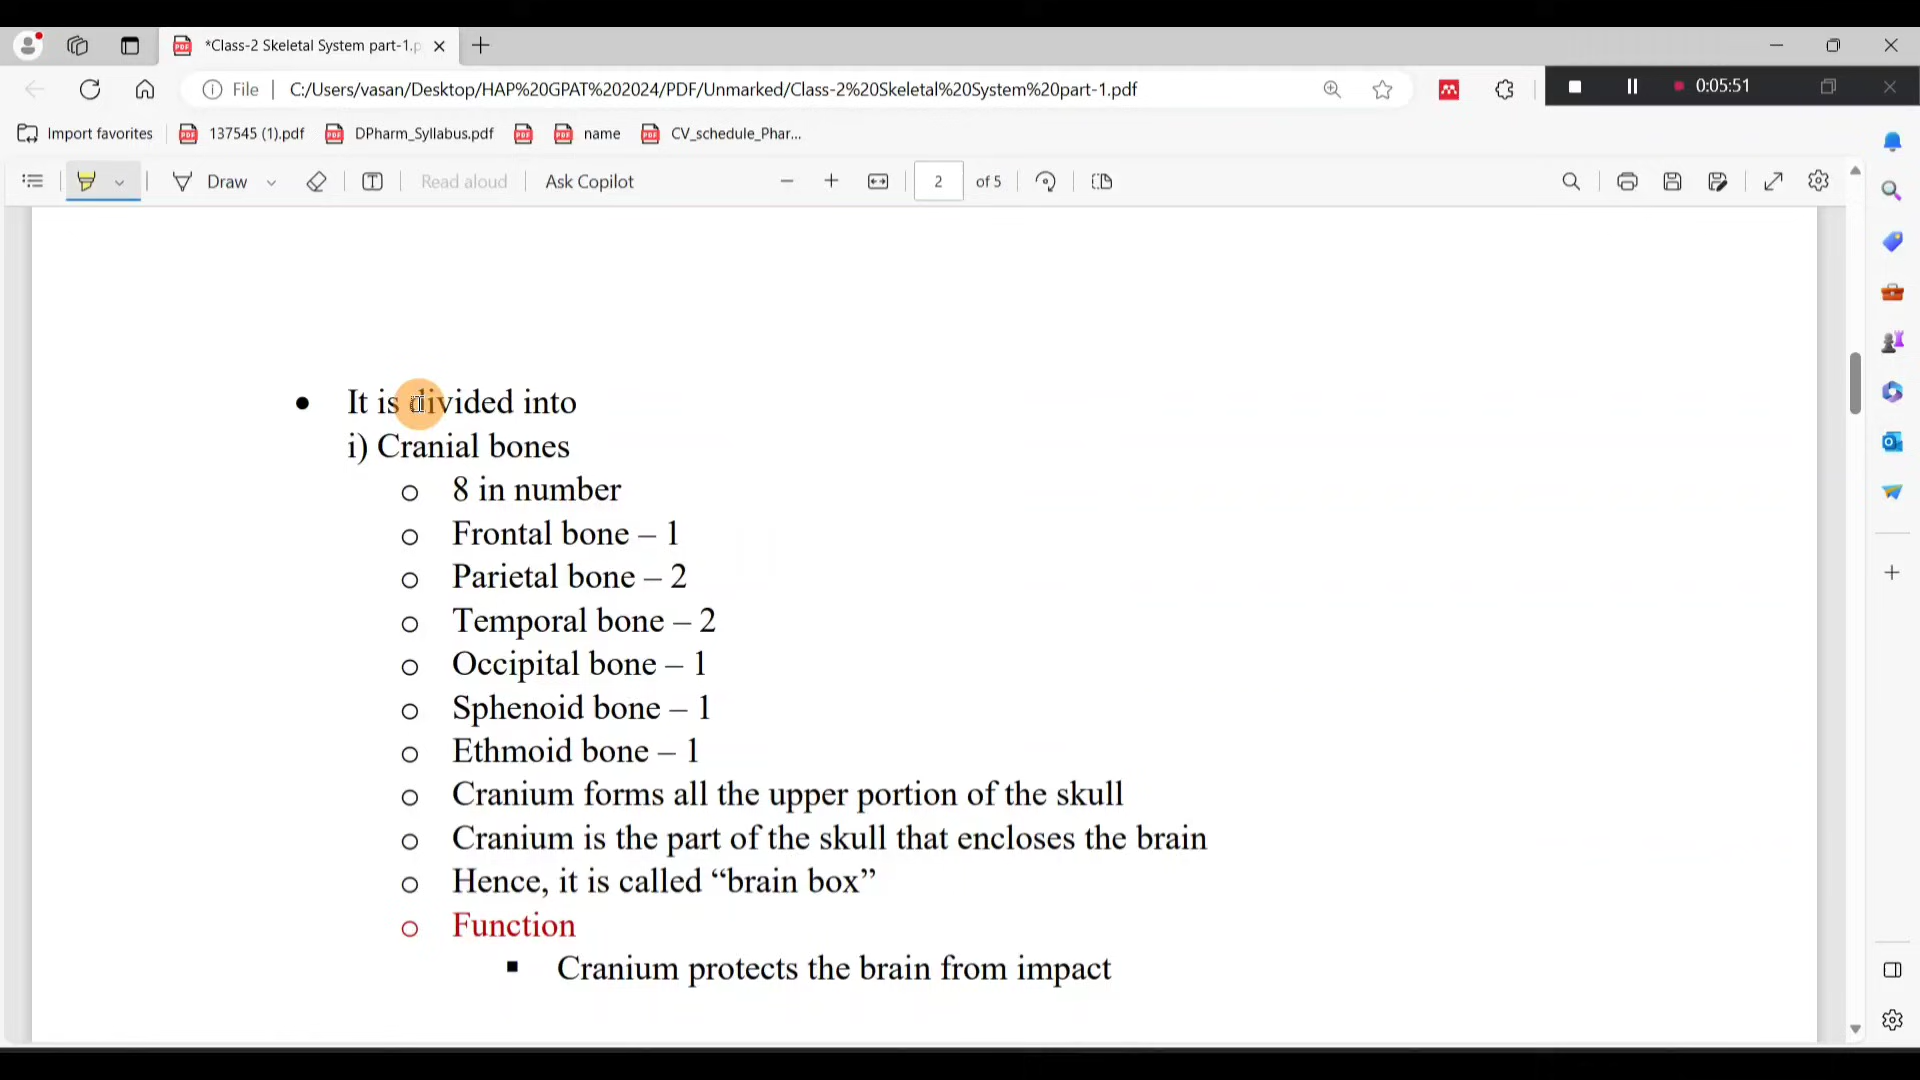 *Class-2 Skeletal System part-1.p
File
C:/Users/vasan/Desktop/HAP%20GPAT%202024/PDF/Unmarked/Class-2%20Skeletal%20System%20part-1.pdf
0:05:51
Import favorites
137545 (1).pdf
DPharm_Syllabus.pdf
name
CV_schedule_Phar...
Draw
Read aloud
Ask Copilot
2 of 5
• It is divided into
i) Cranial bones
o 8 in number
o Frontal bone – 1
o Parietal bone – 2
o Temporal bone – 2
o Occipital bone – 1
o Sphenoid bone – 1
o Ethmoid bone – 1
o Cranium forms all the upper portion of the skull
o Cranium is the part of the skull that encloses the brain
o Hence, it is called “brain box”
o Function
▪ Cranium protects the brain from impact